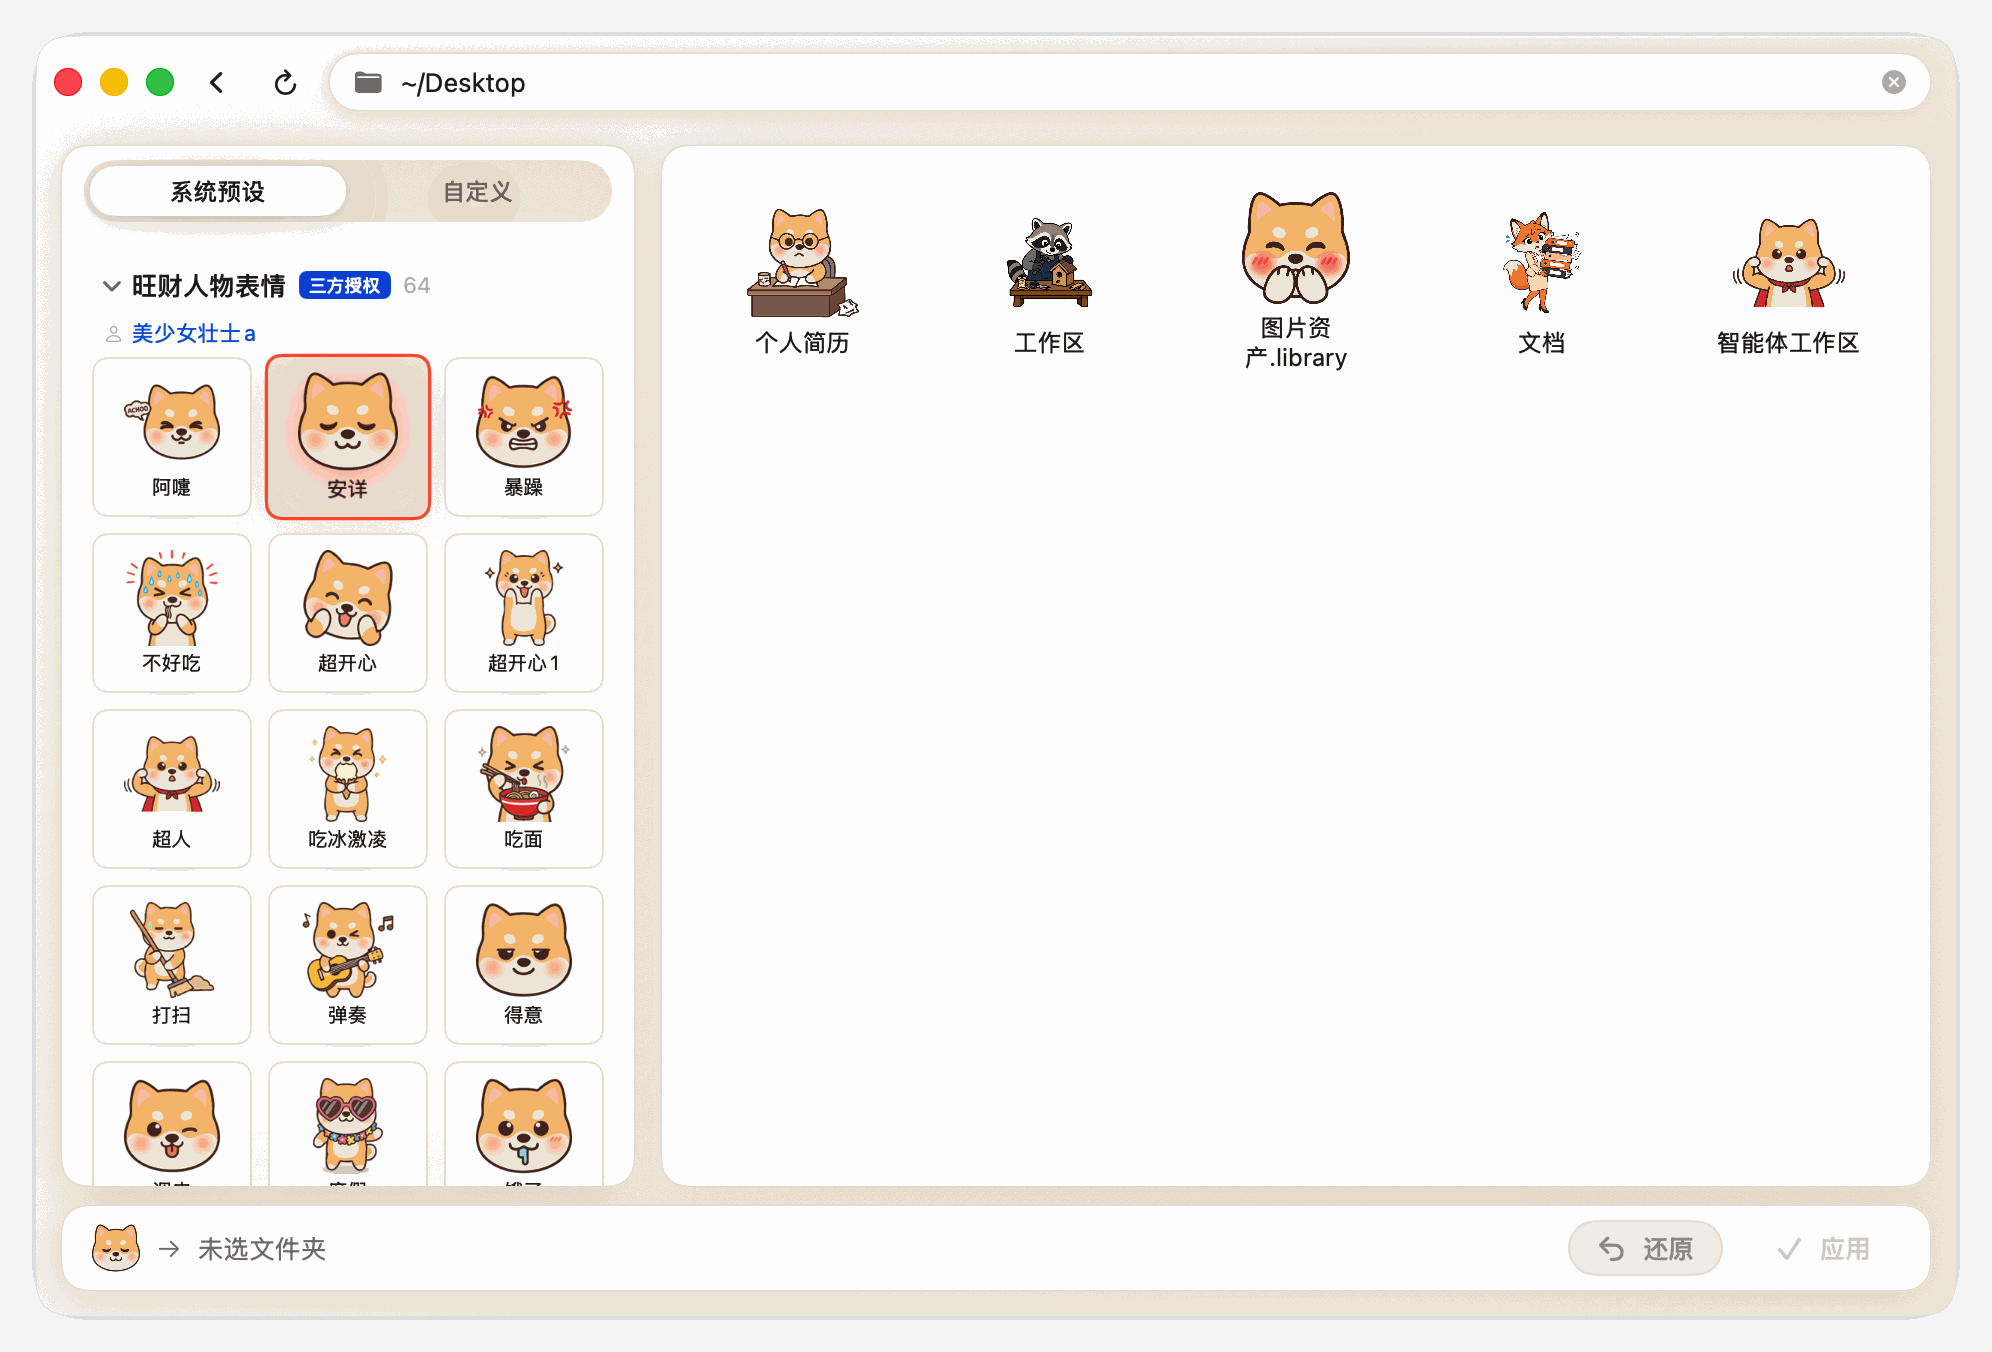 ~/Desktop
系统预设
自定义
旺财人物表情 三方授权 64
美少女壮士a
ACHOO
阿嚏
安详
暴躁
不好吃
超开心
超开心1
超人
吃冰激凌
吃面
打扫
弹奏
得意
个人简历
工作区
图片资
产.library
文档
智能体工作区
未选文件夹
还原
应用